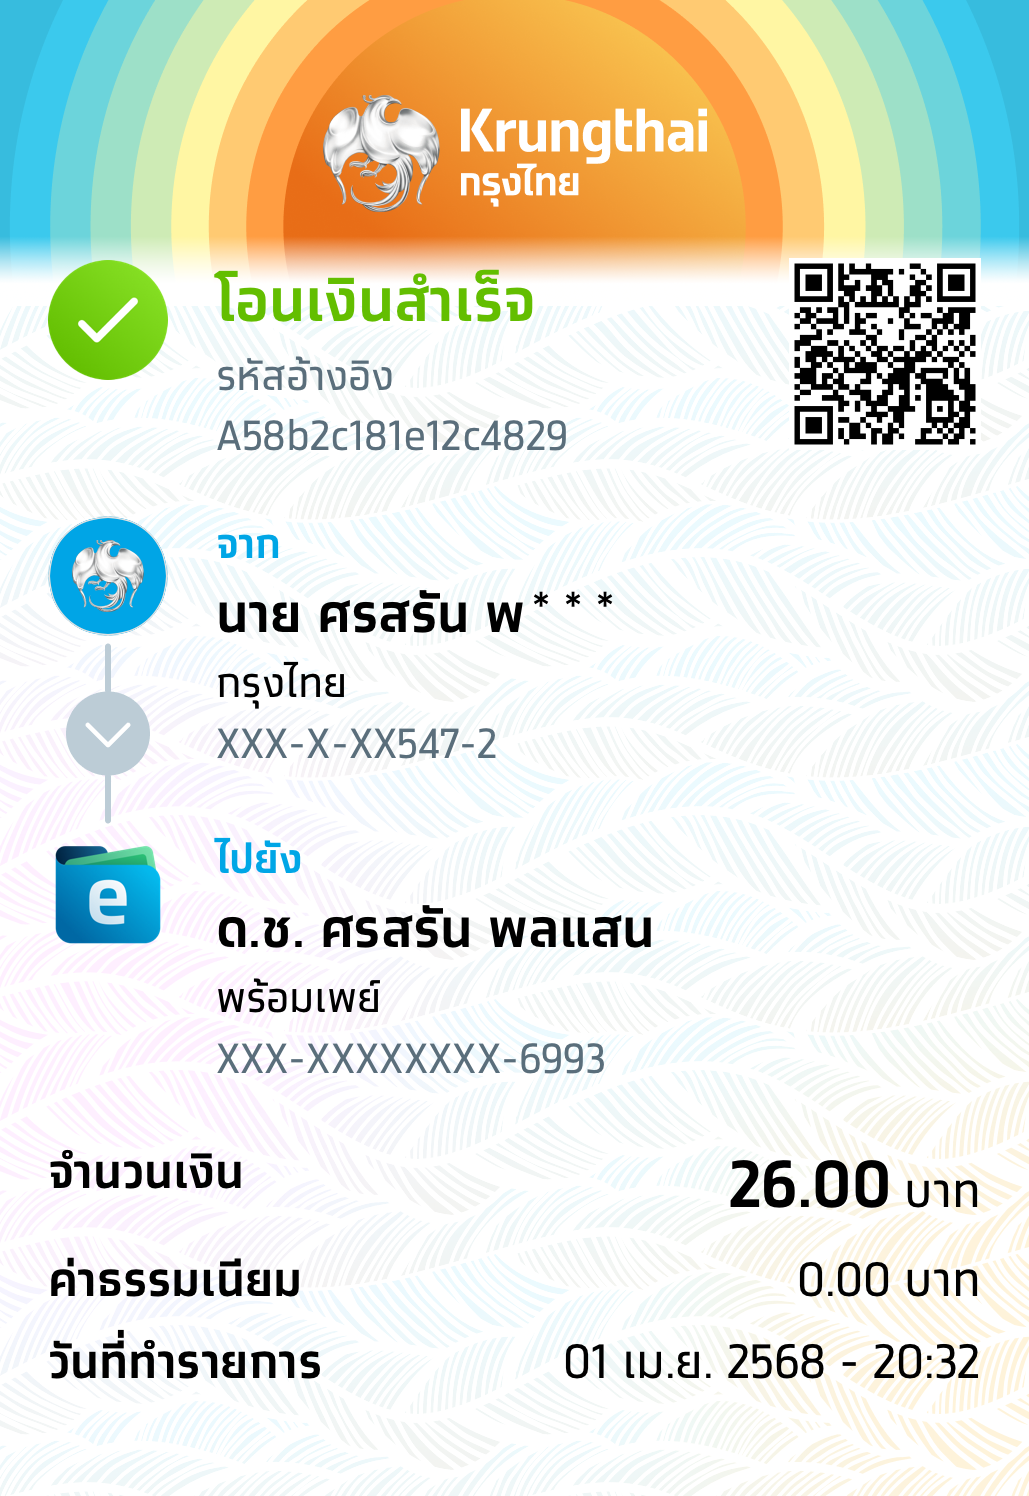 Krungthai
กรุงไทย
โอนเงินสำเร็จ
รหัสอ้างอิง
A58b2c181e12c4829
จาก
นาย ศรสรัน พ***
กรุงไทย
XXX-X-XX547-2
ไปยัง
e
ด.ช. ศรสรัน พลแสน
พร้อมเพย์
XXX-XXXXXXXX-6993
จำนวนเงิน 26.00 บาท
ค่าธรรมเนียม 0.00 บาท
วันที่ทำรายการ 01 เม.ย. 2568 - 20:32